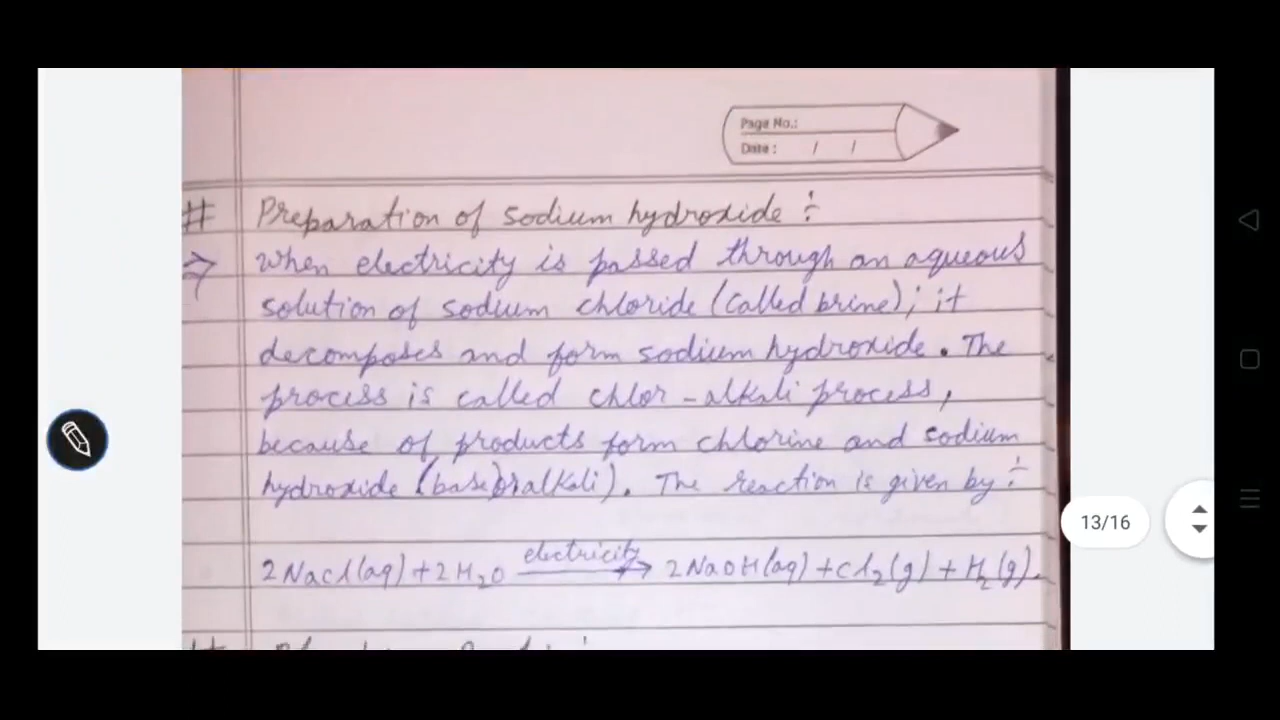 Page No.:
Date : / /
# Preparation of sodium hydroxide ÷
⇒ When electricity is passed through an aqueous
solution of sodium chloride (called brine); it
decomposes and form sodium hydroxide. The
process is called chlor-alkali process,
because of products form chlorine and sodium
hydroxide (base)or alkali). The reaction is given by ÷
13/16
2NaCl(aq) + 2H₂O electricity→ 2NaOH(aq) + Cl₂(g) + H₂(g).